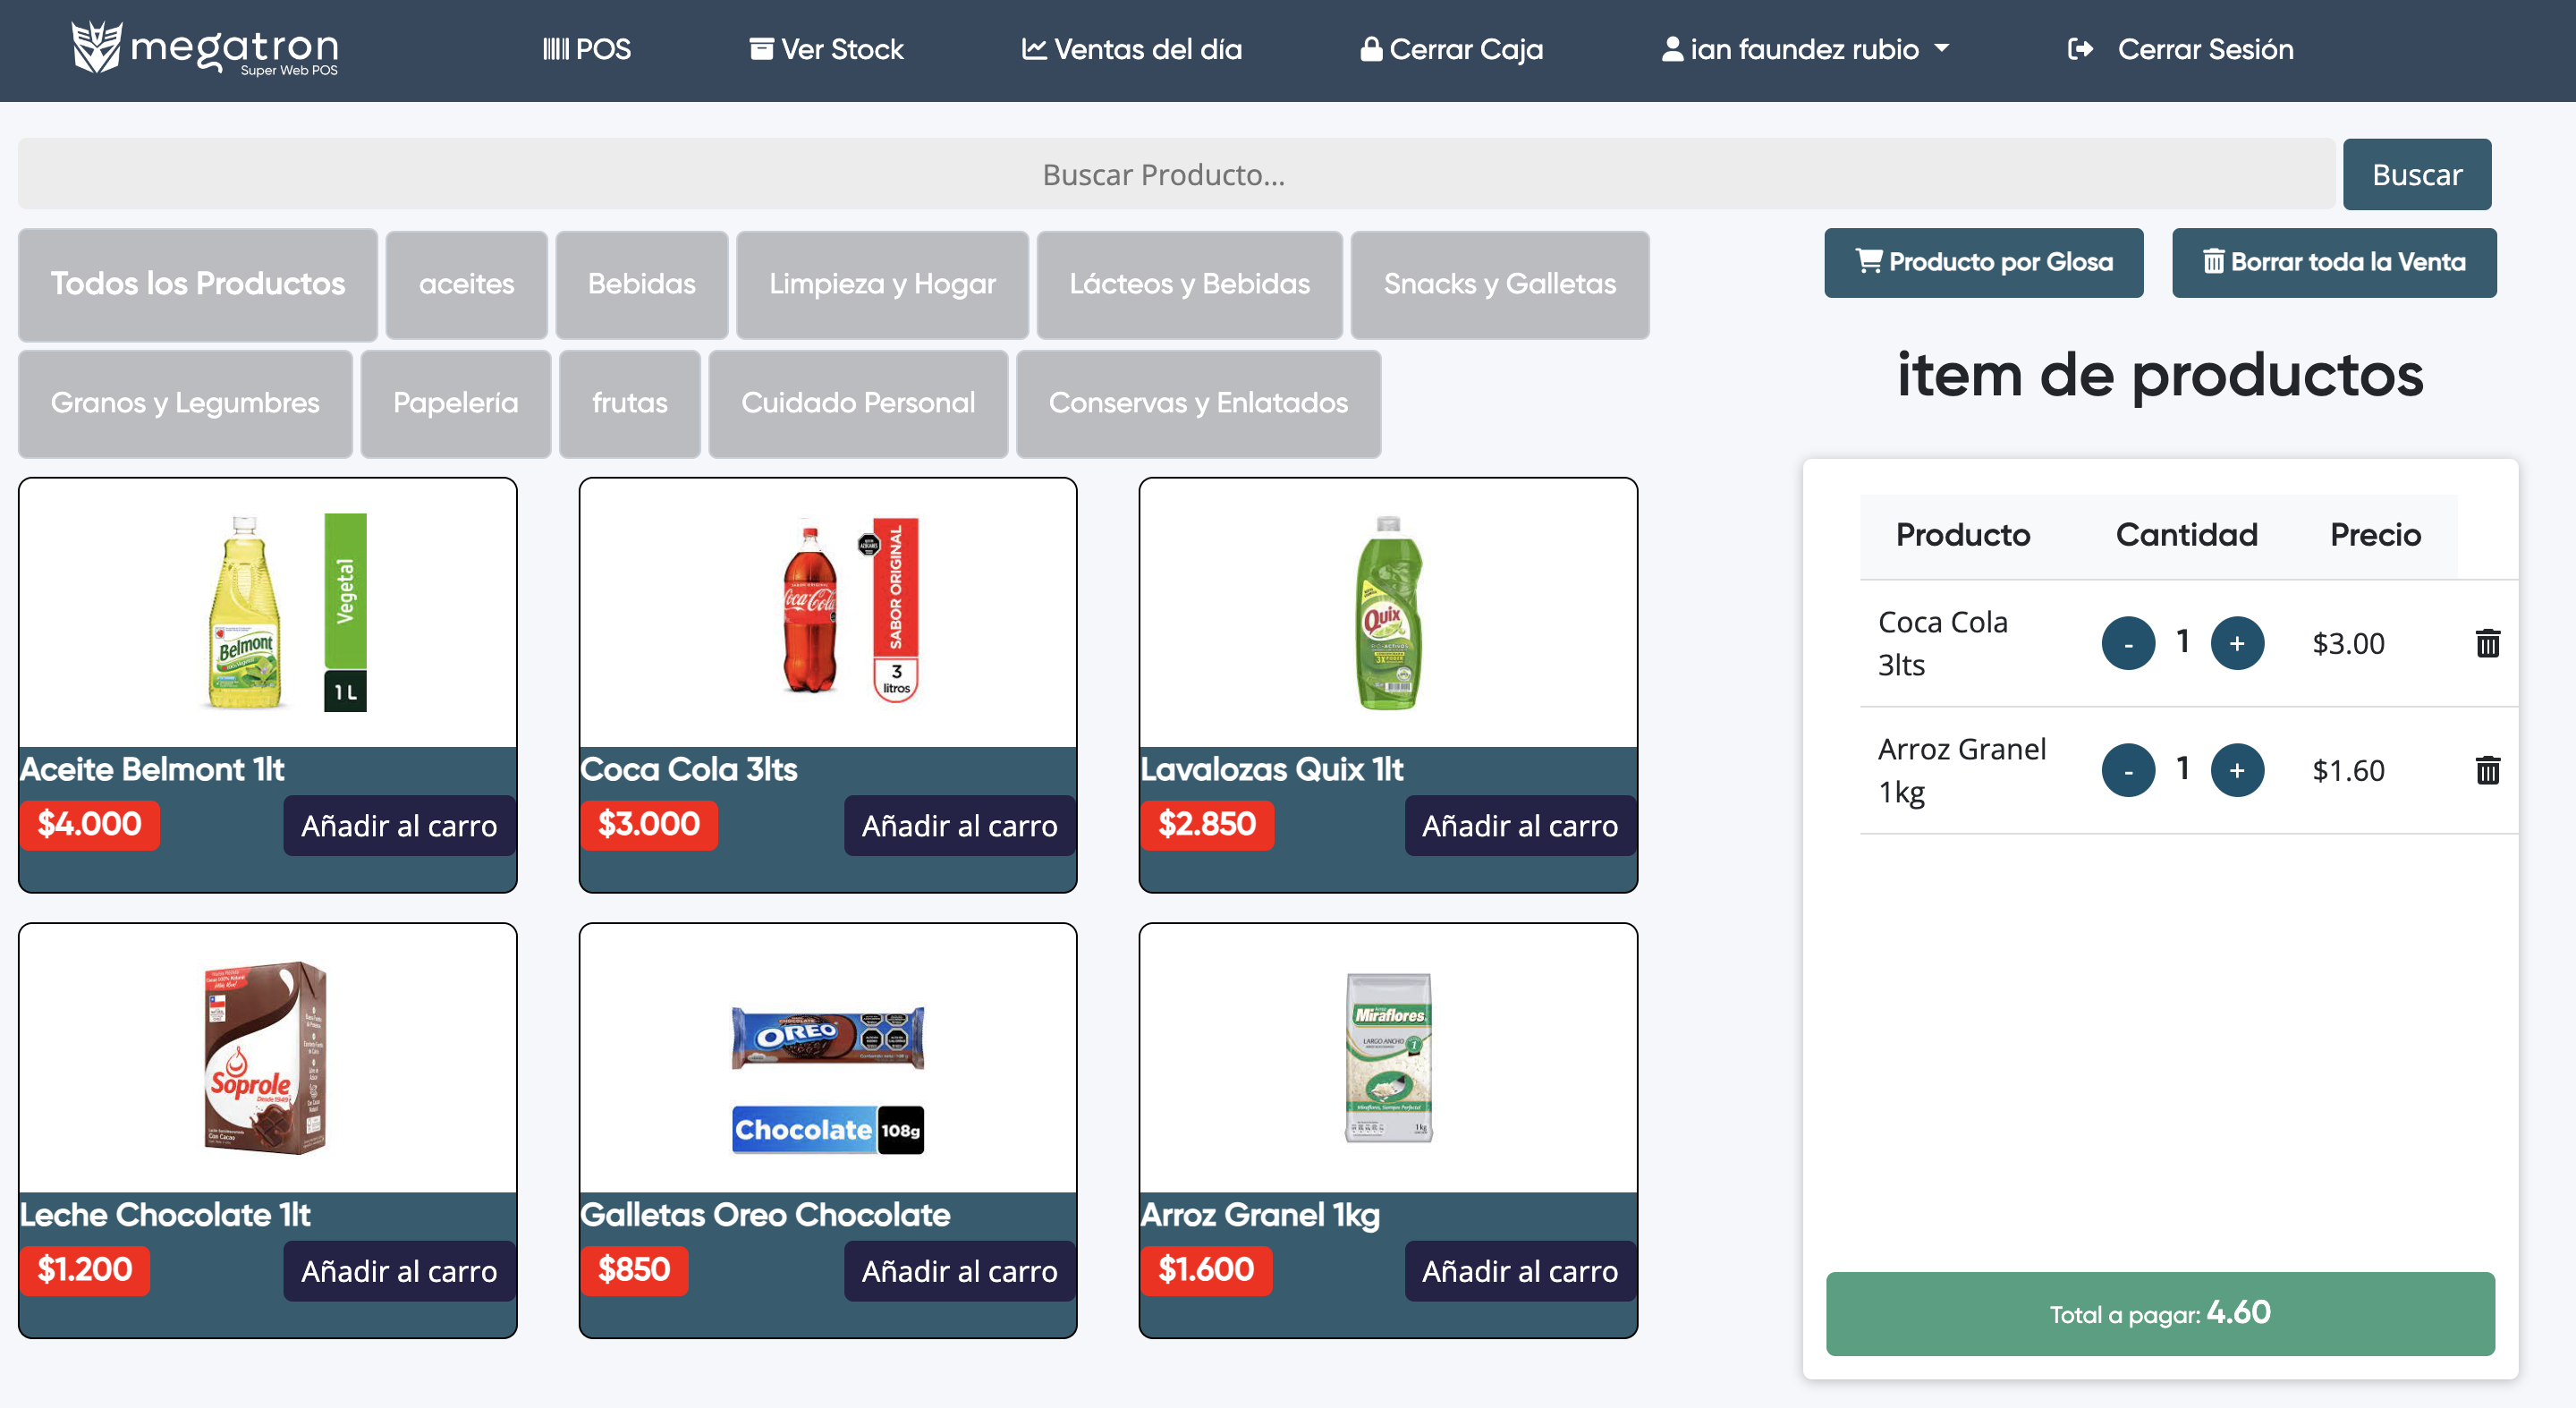 megatron
Super Web POS
POS
Ver Stock
Ventas del día
Cerrar Caja
ian faundez rubio
Cerrar Sesión
Buscar Producto...
Buscar
Todos los Productos
aceites
Bebidas
Limpieza y Hogar
Lácteos y Bebidas
Snacks y Galletas
Granos y Legumbres
Papelería
frutas
Cuidado Personal
Conservas y Enlatados
Producto por Glosa
Borrar toda la Venta
item de productos
Belmont
Vegetal
1 L
Aceite Belmont 1lt
$4.000
Añadir al carro
Coca Cola
SABOR ORIGINAL
3
litros
Coca Cola 3lts
$3.000
Añadir al carro
Quix
Lavalozas Quix 1lt
$2.850
Añadir al carro
Soprole
Leche Chocolate 1lt
$1.200
Añadir al carro
OREO
Chocolate
108g
Galletas Oreo Chocolate
$850
Añadir al carro
Miraflores
LARGO ANCHO
1
1 kg
Arroz Granel 1kg
$1.600
Añadir al carro
Producto Cantidad Precio
Coca Cola
3lts
- 1 + $3.00
Arroz Granel
1kg
- 1 + $1.60
Total a pagar: 4.60